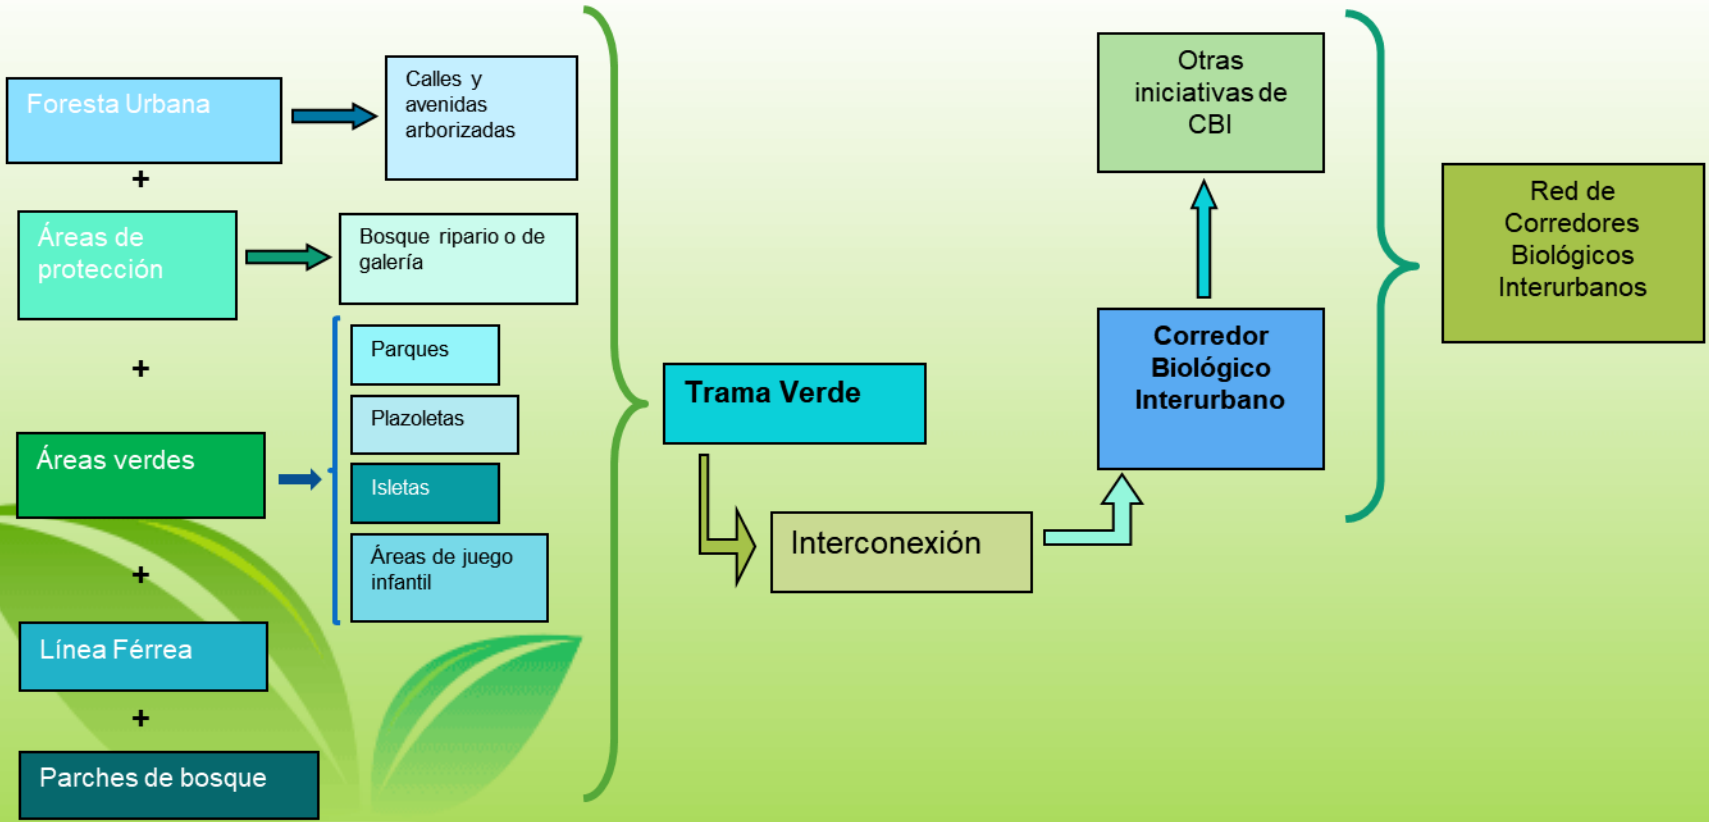 Foresta Urbana
Calles y
avenidas
arborizadas
+
Áreas de
protección
Bosque ripario o de
galería
+
Áreas verdes
Parques
Plazoletas
Isletas
Áreas de juego
infantil
+
Línea Férrea
+
Parches de bosque
Trama Verde
Interconexión
Corredor
Biológico
Interurbano
Otras
iniciativas de
CBI
Red de
Corredores
Biológicos
Interurbanos